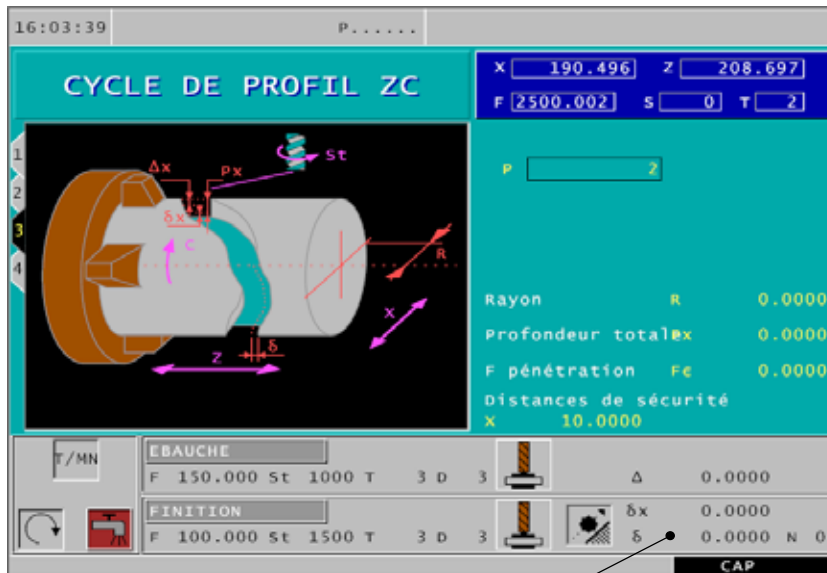 16:03:39 P......
CYCLE DE PROFIL ZC
X 190.496 Z 208.697
F 2500.002 S 0 T 2
1
2
3
4
Δx Px St
δx
C
R
X
Z
δ
P 2
Rayon R 0.0000
Profondeur totale Px 0.0000
F pénétration Fc 0.0000
Distances de sécurité
X 10.0000
T/MN
EBAUCHE
F 150.000 St 1000 T 3 D 3 Δ 0.0000
FINITION
F 100.000 St 1500 T 3 D 3
δx 0.0000
δ 0.0000 N 0
CAP